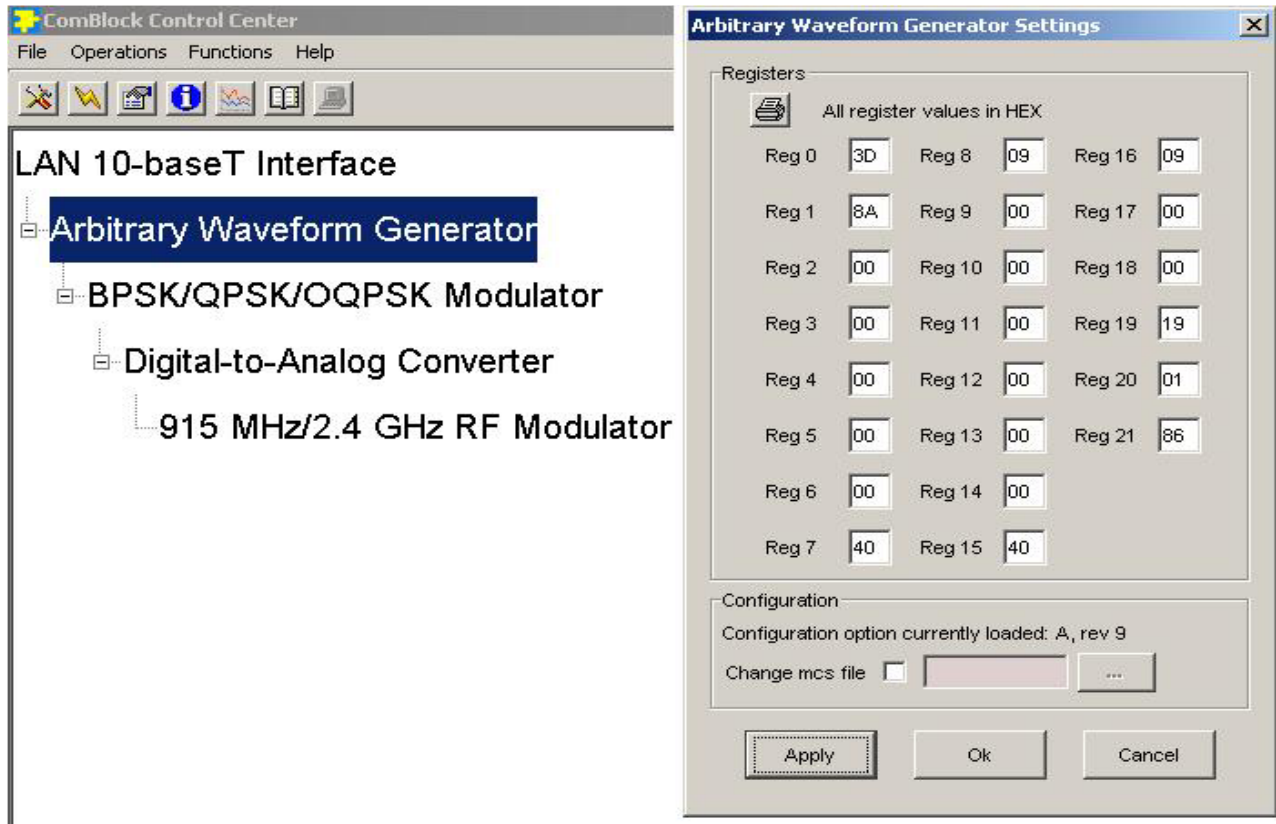 ComBlock Control Center
File Operations Functions Help
LAN 10-baseT Interface
Arbitrary Waveform Generator
BPSK/QPSK/OQPSK Modulator
Digital-to-Analog Converter
915 MHz/2.4 GHz RF Modulator
Arbitrary Waveform Generator Settings
Registers
All register values in HEX
Reg 0 3D Reg 8 09 Reg 16 09
Reg 1 8A Reg 9 00 Reg 17 00
Reg 2 00 Reg 10 00 Reg 18 00
Reg 3 00 Reg 11 00 Reg 19 19
Reg 4 00 Reg 12 00 Reg 20 01
Reg 5 00 Reg 13 00 Reg 21 86
Reg 6 00 Reg 14 00
Reg 7 40 Reg 15 40
Configuration
Configuration option currently loaded: A, rev 9
Change mcs file ...
Apply Ok Cancel